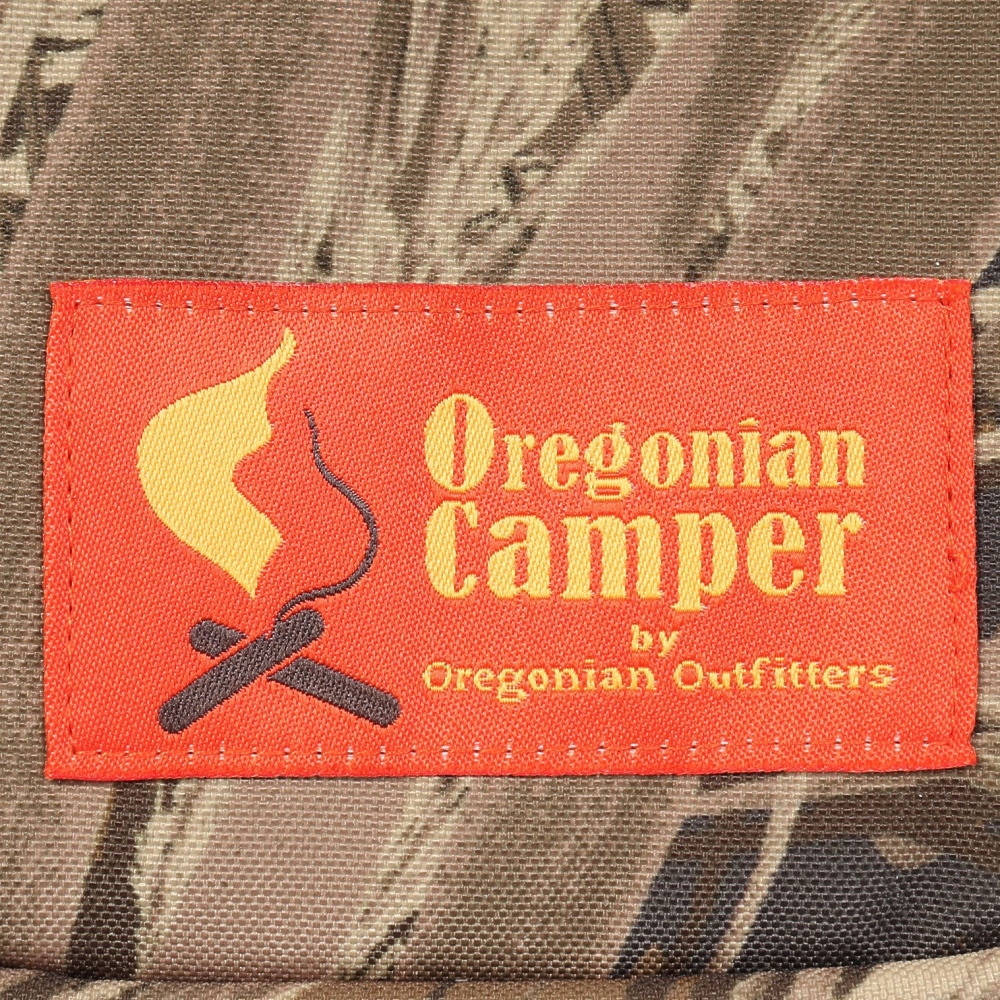 Oregonian
Camper
by
Oregonian Outfitters